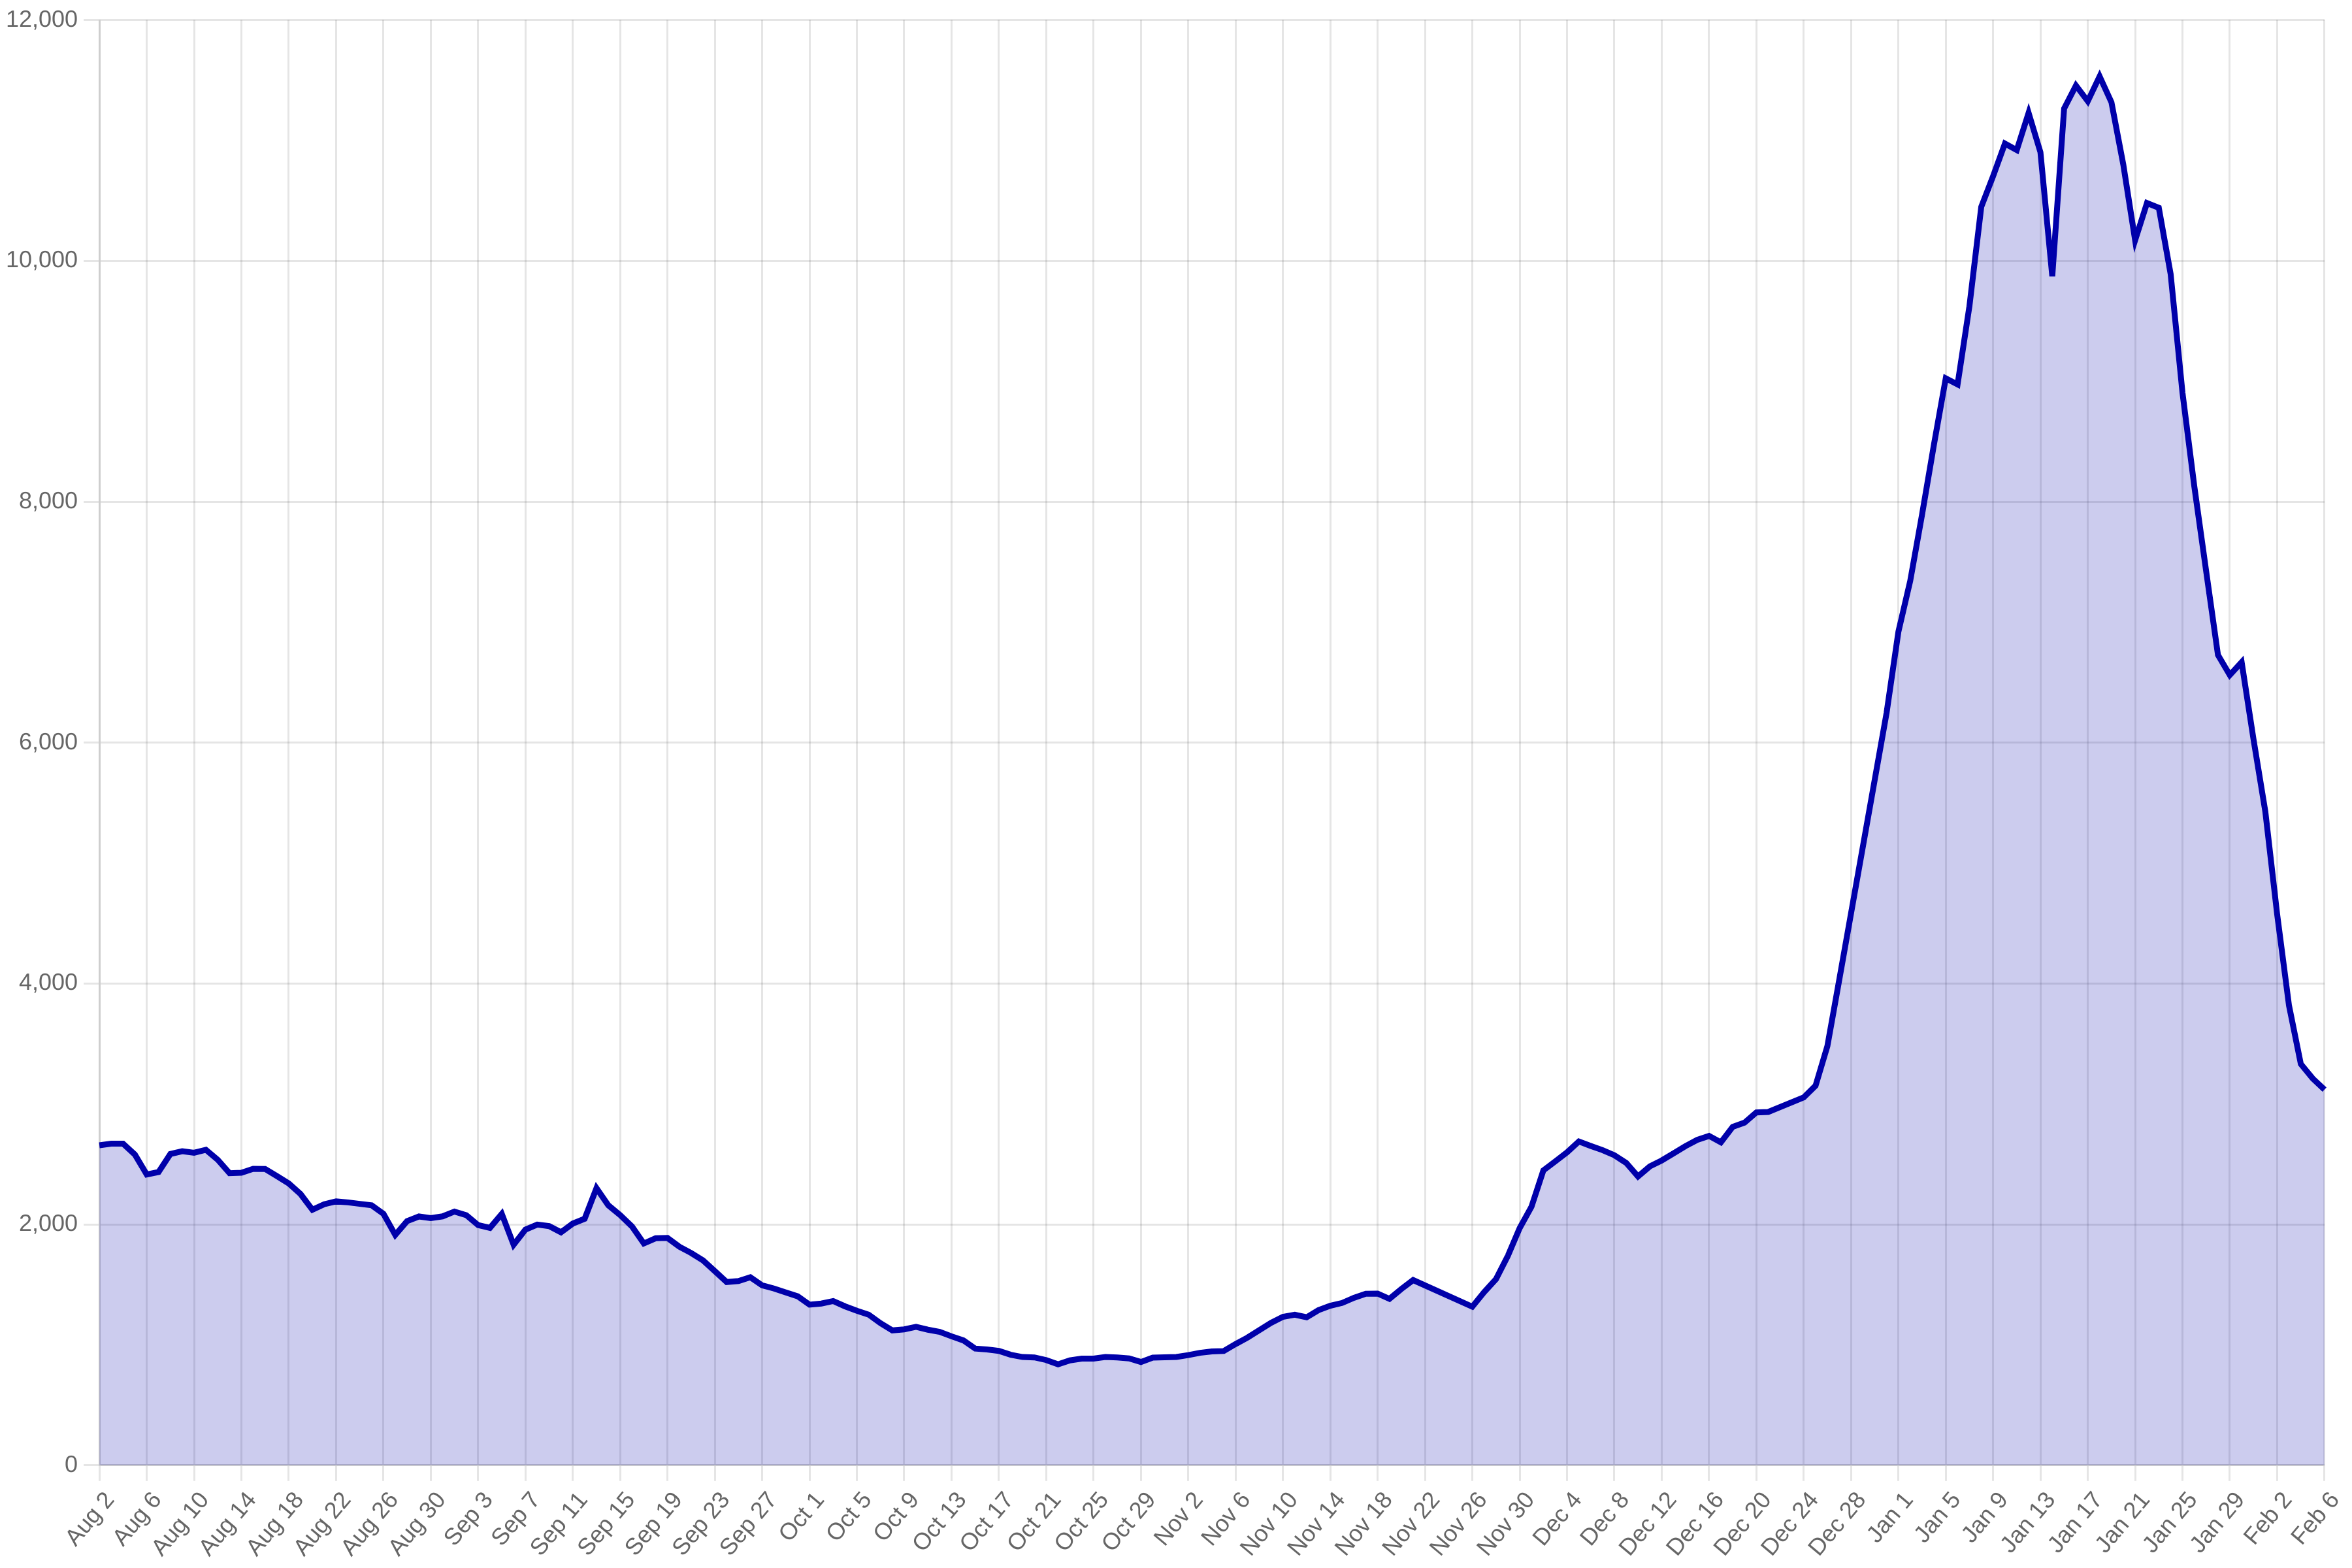 12,000
10,000
8,000
6,000
4,000
2,000
0
Aug 2
Aug 6
Aug 10
Aug 14
Aug 18
Aug 22
Aug 26
Aug 30
Sep 3
Sep 7
Sep 11
Sep 15
Sep 19
Sep 23
Sep 27
Oct 1
Oct 5
Oct 9
Oct 13
Oct 17
Oct 21
Oct 25
Oct 29
Nov 2
Nov 6
Nov 10
Nov 14
Nov 18
Nov 22
Nov 26
Nov 30
Dec 4
Dec 8
Dec 12
Dec 16
Dec 20
Dec 24
Dec 28
Jan 1
Jan 5
Jan 9
Jan 13
Jan 17
Jan 21
Jan 25
Jan 29
Feb 2
Feb 6